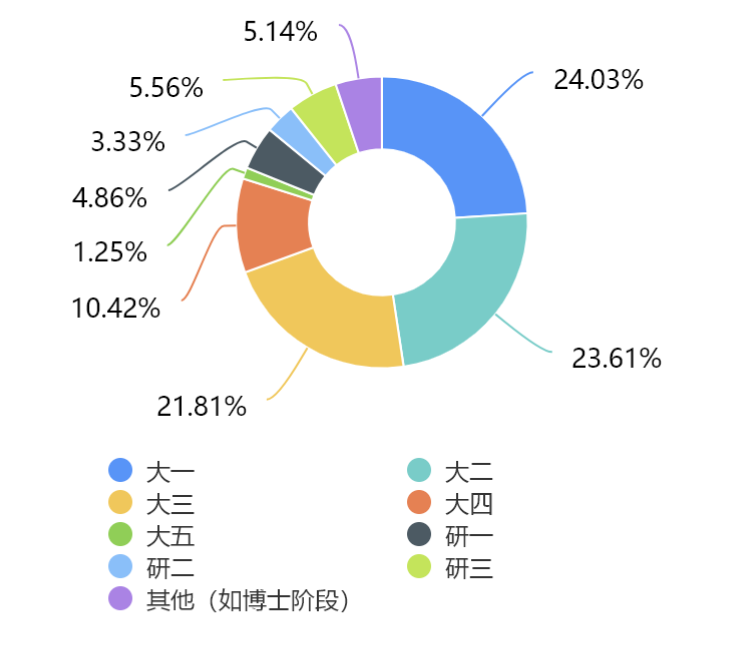 5.14%
24.03%
5.56%
3.33%
4.86%
1.25%
10.42%
23.61%
21.81%
大一
大二
大三
大四
大五
研一
研二
研三
其他（如博士阶段）